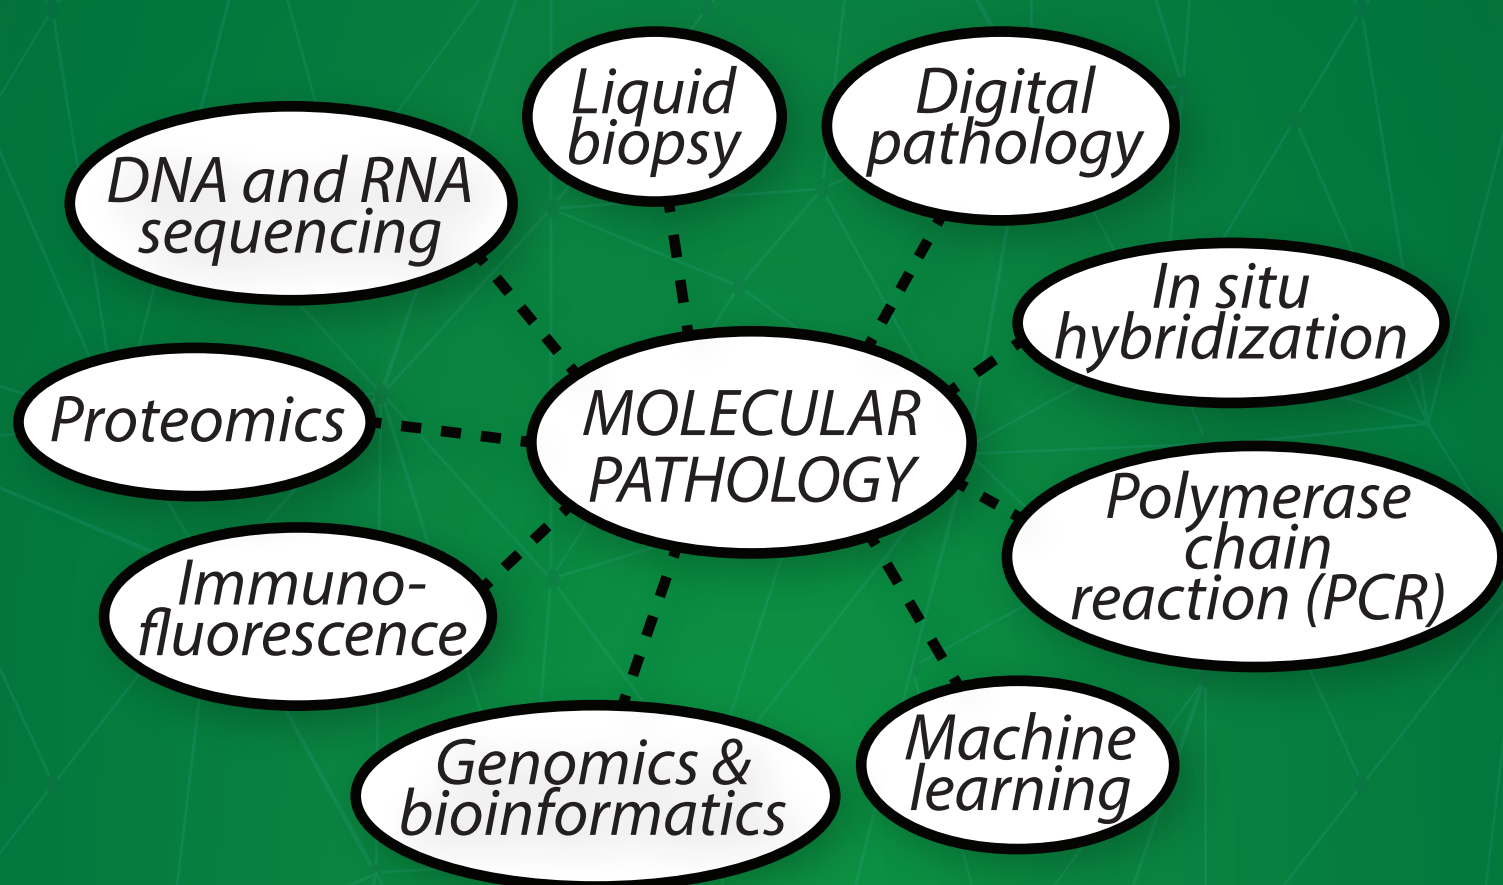 Liquid
biopsy
Digital
pathology
DNA and RNA
sequencing
In situ
hybridization
Proteomics
MOLECULAR
PATHOLOGY
Polymerase
chain
reaction (PCR)
Immuno-
fluorescence
Genomics &
bioinformatics
Machine
learning